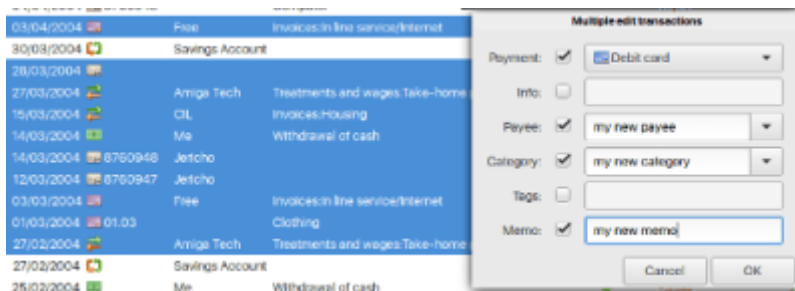 Multiple edit transactions
03/04/2004 Free Invoices:In line service/Internet
30/03/2004 Savings Account
28/03/2004
27/03/2004 Amiga Tech Treatments and wages:Take-home
15/03/2004 CIL Invoices:Housing
14/03/2004 Me Withdrawal of cash
14/03/2004 8760948 Jericho
12/03/2004 8760947 Jericho
03/03/2004 Free Invoices:In line service/Internet
01/03/2004 01.03 Clothing
27/02/2004 Amiga Tech Treatments and wages:Take-home
27/02/2004 Savings Account
25/02/2004 Me Withdrawal of cash
Payment: Debit card
Info:
Payee: my new payee
Category: my new category
Tags:
Memo: my new memo
Cancel OK